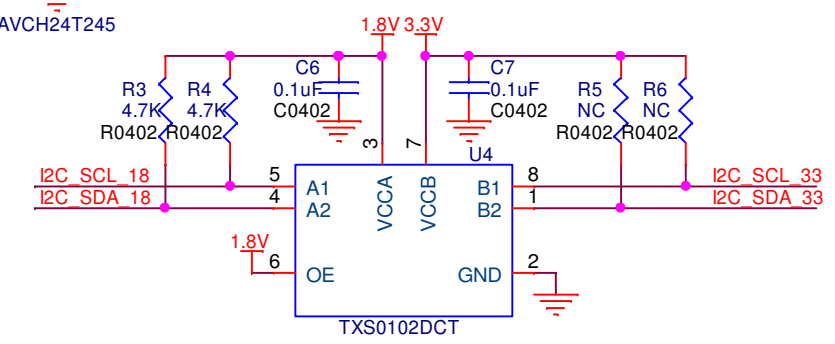 AVCH24T245
1.8V 3.3V
R3 R4 C6 C7 R5 R6
4.7K 4.7K 0.1uF 0.1uF NC NC
R0402 R0402 C0402 C0402 R0402 R0402
3 7
U4
I2C_SCL_18 5 A1 VCCA VCCB B1 8 I2C_SCL_33
I2C_SDA_18 4 A2 B2 1 I2C_SDA_33
1.8V
6 OE GND 2
TXS0102DCT